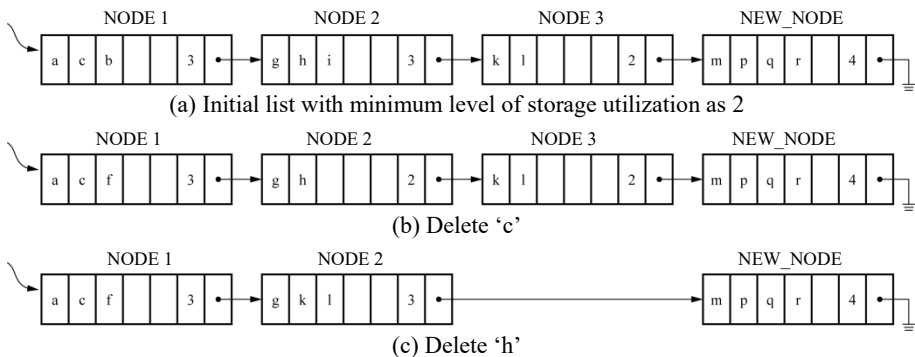 NODE 1 NODE 2 NODE 3 NEW_NODE
a c b 3 g h i 3 k l 2 m p q r 4
(a) Initial list with minimum level of storage utilization as 2
NODE 1 NODE 2 NODE 3 NEW_NODE
a c f 3 g h 2 k l 2 m p q r 4
(b) Delete ‘c’
NODE 1 NODE 2 NEW_NODE
a c f 3 g k l 3 m p q r 4
(c) Delete ‘h’